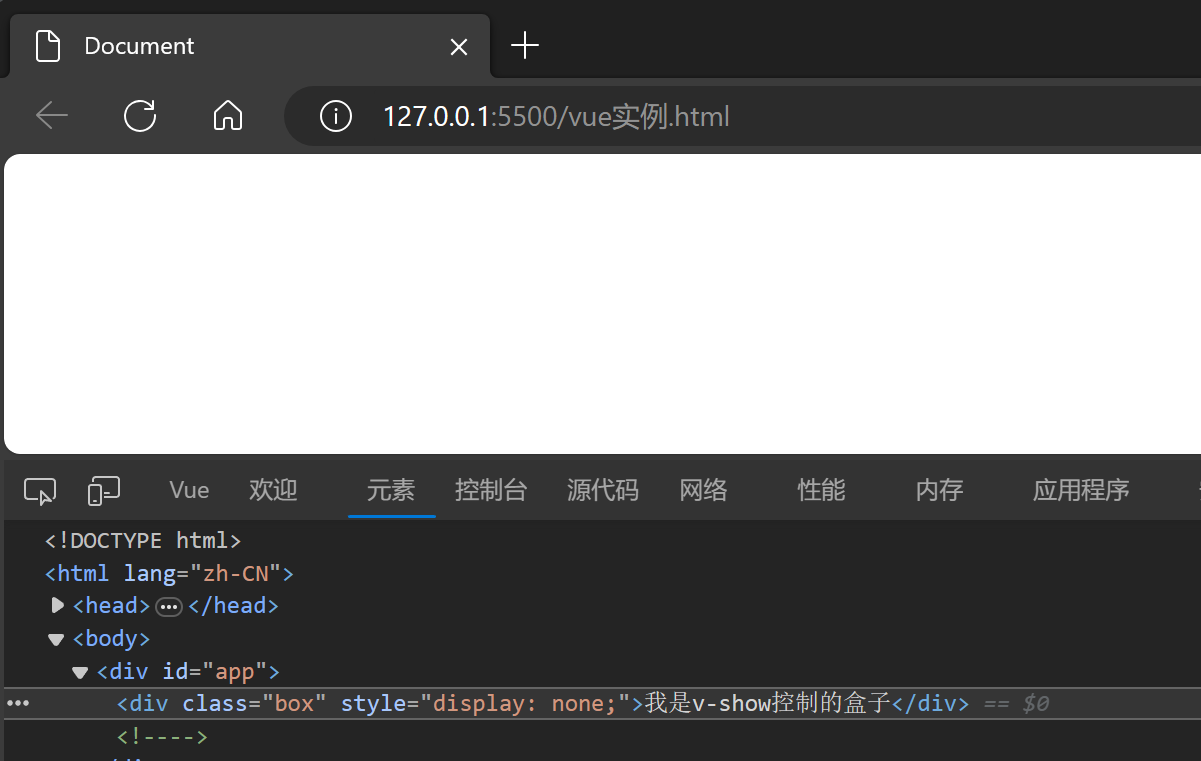 Document
127.0.0.1:5500/vue实例.html
Vue 欢迎 元素 控制台 源代码 网络 性能 内存 应用程序
<!DOCTYPE html>
<html lang="zh-CN">
<head>…</head>
<body>
<div id="app">
<div class="box" style="display: none;">我是v-show控制的盒子</div> == $0
<!---->